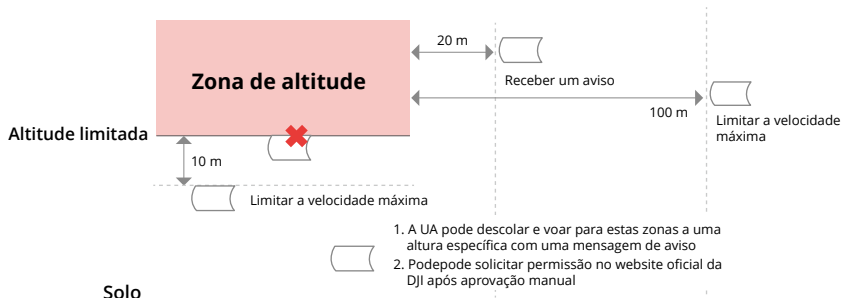 20 m
Zona de altitude
Receber um aviso
100 m
Limitar a velocidade
máxima
Altitude limitada
10 m
Limitar a velocidade máxima
1. A UA pode descolar e voar para estas zonas a uma
altura específica com uma mensagem de aviso
2. Podepode solicitar permissão no website oficial da
DJI após aprovação manual
Solo